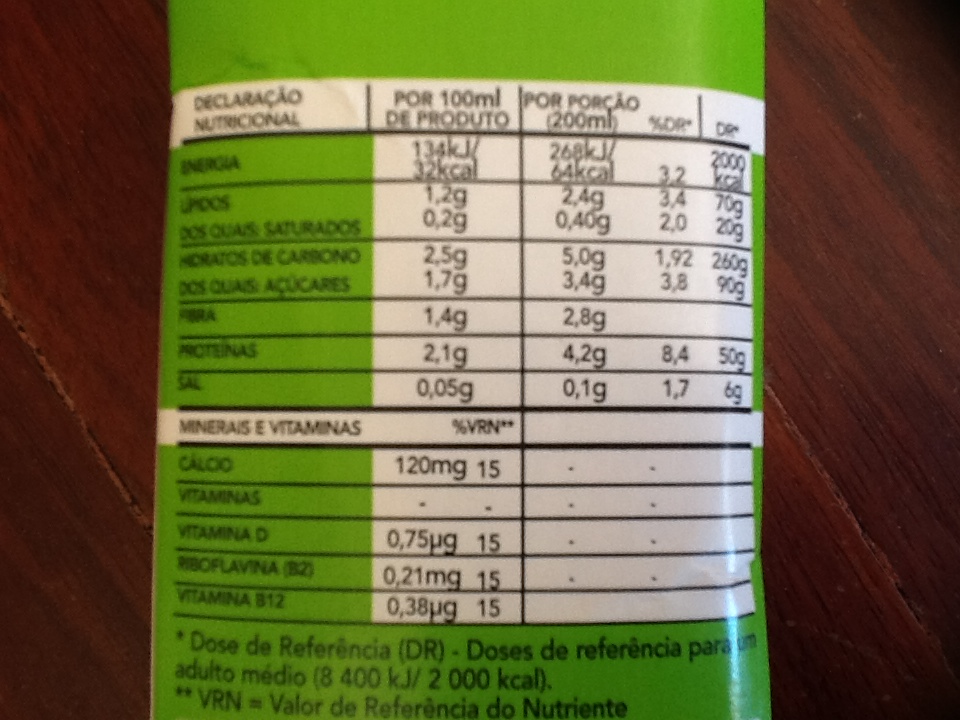 DECLARAÇÃO NUTRICIONAL POR 100ml DE PRODUTO POR PORÇÃO (200ml) %DR* DR*
ENERGIA 134kJ/ 32kcal 268kJ/ 64kcal 3,2 2000 kcal
LÍPIDOS 1,2g 2,4g 3,4 70g
DOS QUAIS: SATURADOS 0,2g 0,40g 2,0 20g
HIDRATOS DE CARBONO 2,5g 5,0g 1,92 260g
DOS QUAIS: AÇÚCARES 1,7g 3,4g 3,8 90g
FIBRA 1,4g 2,8g
PROTEÍNAS 2,1g 4,2g 8,4 50g
SAL 0,05g 0,1g 1,7 6g
MINERAIS E VITAMINAS %VRN**
CÁLCIO 120mg 15 - -
VITAMINAS - - - -
VITAMINA D 0,75µg 15 - -
RIBOFLAVINA (B2) 0,21mg 15 - -
VITAMINA B12 0,38µg 15
* Dose de Referência (DR) - Doses de referência para um
adulto médio (8 400 kJ/ 2 000 kcal).
** VRN = Valor de Referência do Nutriente